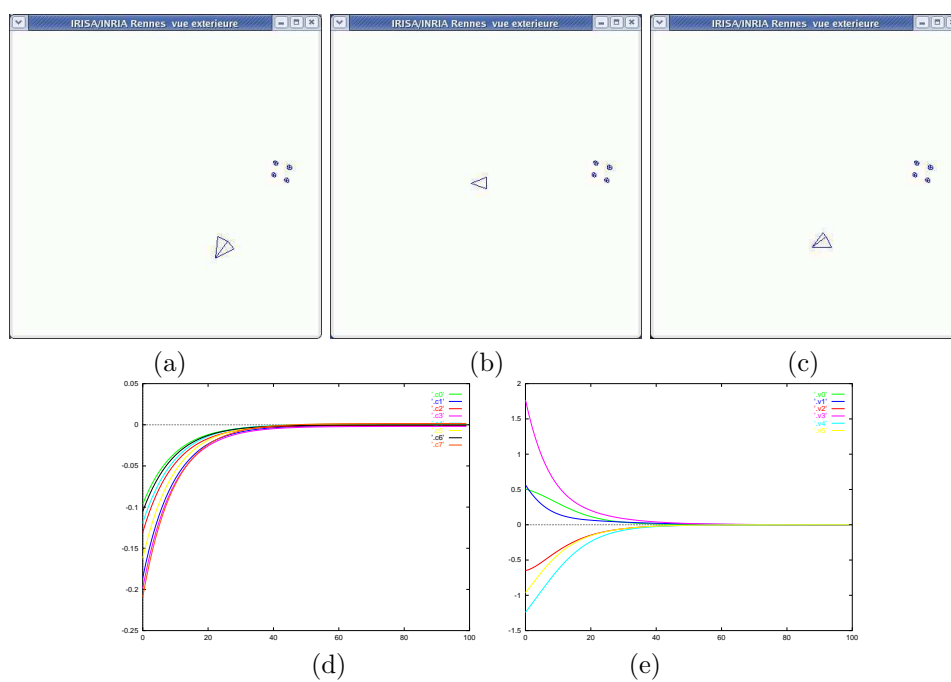 IRISA/INRIA Rennes vue exterieure
IRISA/INRIA Rennes vue exterieure
IRISA/INRIA Rennes vue exterieure
(a)
(b)
(c)
0.05
0
-0.05
-0.1
-0.15
-0.2
-0.25
0
20
40
60
80
100
'.c0'
'.c1'
'.c2'
'.c3'
'.c6'
'.c7'
2
1.5
1
0.5
0
-0.5
-1
-1.5
0
20
40
60
80
100
'.v0'
'.v1'
'.v2'
'.v3'
'.v4'
(d)
(e)